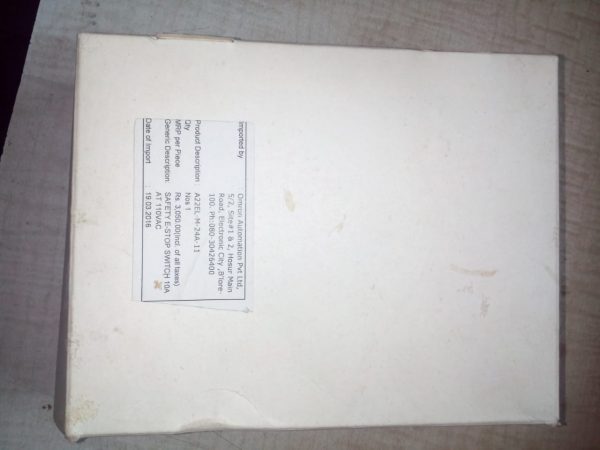 Imported by Omron Automation Pvt Ltd,
5/2, Site#1 & 2, Hosur Main
Road, Electronic City ,B'lore-
100. Ph:080-30426400
Product Description A22EL-M-24A-11
Qty Nos 1
MRP per Piece Rs. 3,050.00(incl. of all taxes)
Generic Description: SAFETY E-STOP SWITCH 10A
AT 110VAC
Date of Import : 19.03.2016